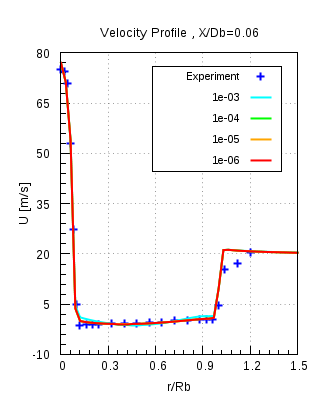 Velocity Profile , X/Db=0.06
80
65
50
35
20
5
-10
U [m/s]
Experiment
1e-03
1e-04
1e-05
1e-06
0 0.3 0.6 0.9 1.2 1.5
r/Rb